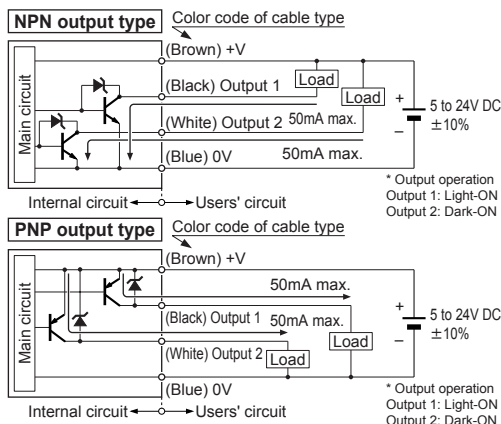 NPN output type Color code of cable type
(Brown) +V
(Black) Output 1
Load
Load
Main circuit
+
5 to 24V DC
−
±10%
(White) Output 2 50mA max.
(Blue) 0V 50mA max.
* Output operation
Output 1: Light-ON
Output 2: Dark-ON
Internal circuit Users' circuit
PNP output type Color code of cable type
(Brown) +V
50mA max.
Main circuit
(Black) Output 1 50mA max.
+
5 to 24V DC
−
±10%
(White) Output 2 Load
Load
(Blue) 0V
* Output operation
Output 1: Light-ON
Output 2: Dark-ON
Internal circuit Users' circuit